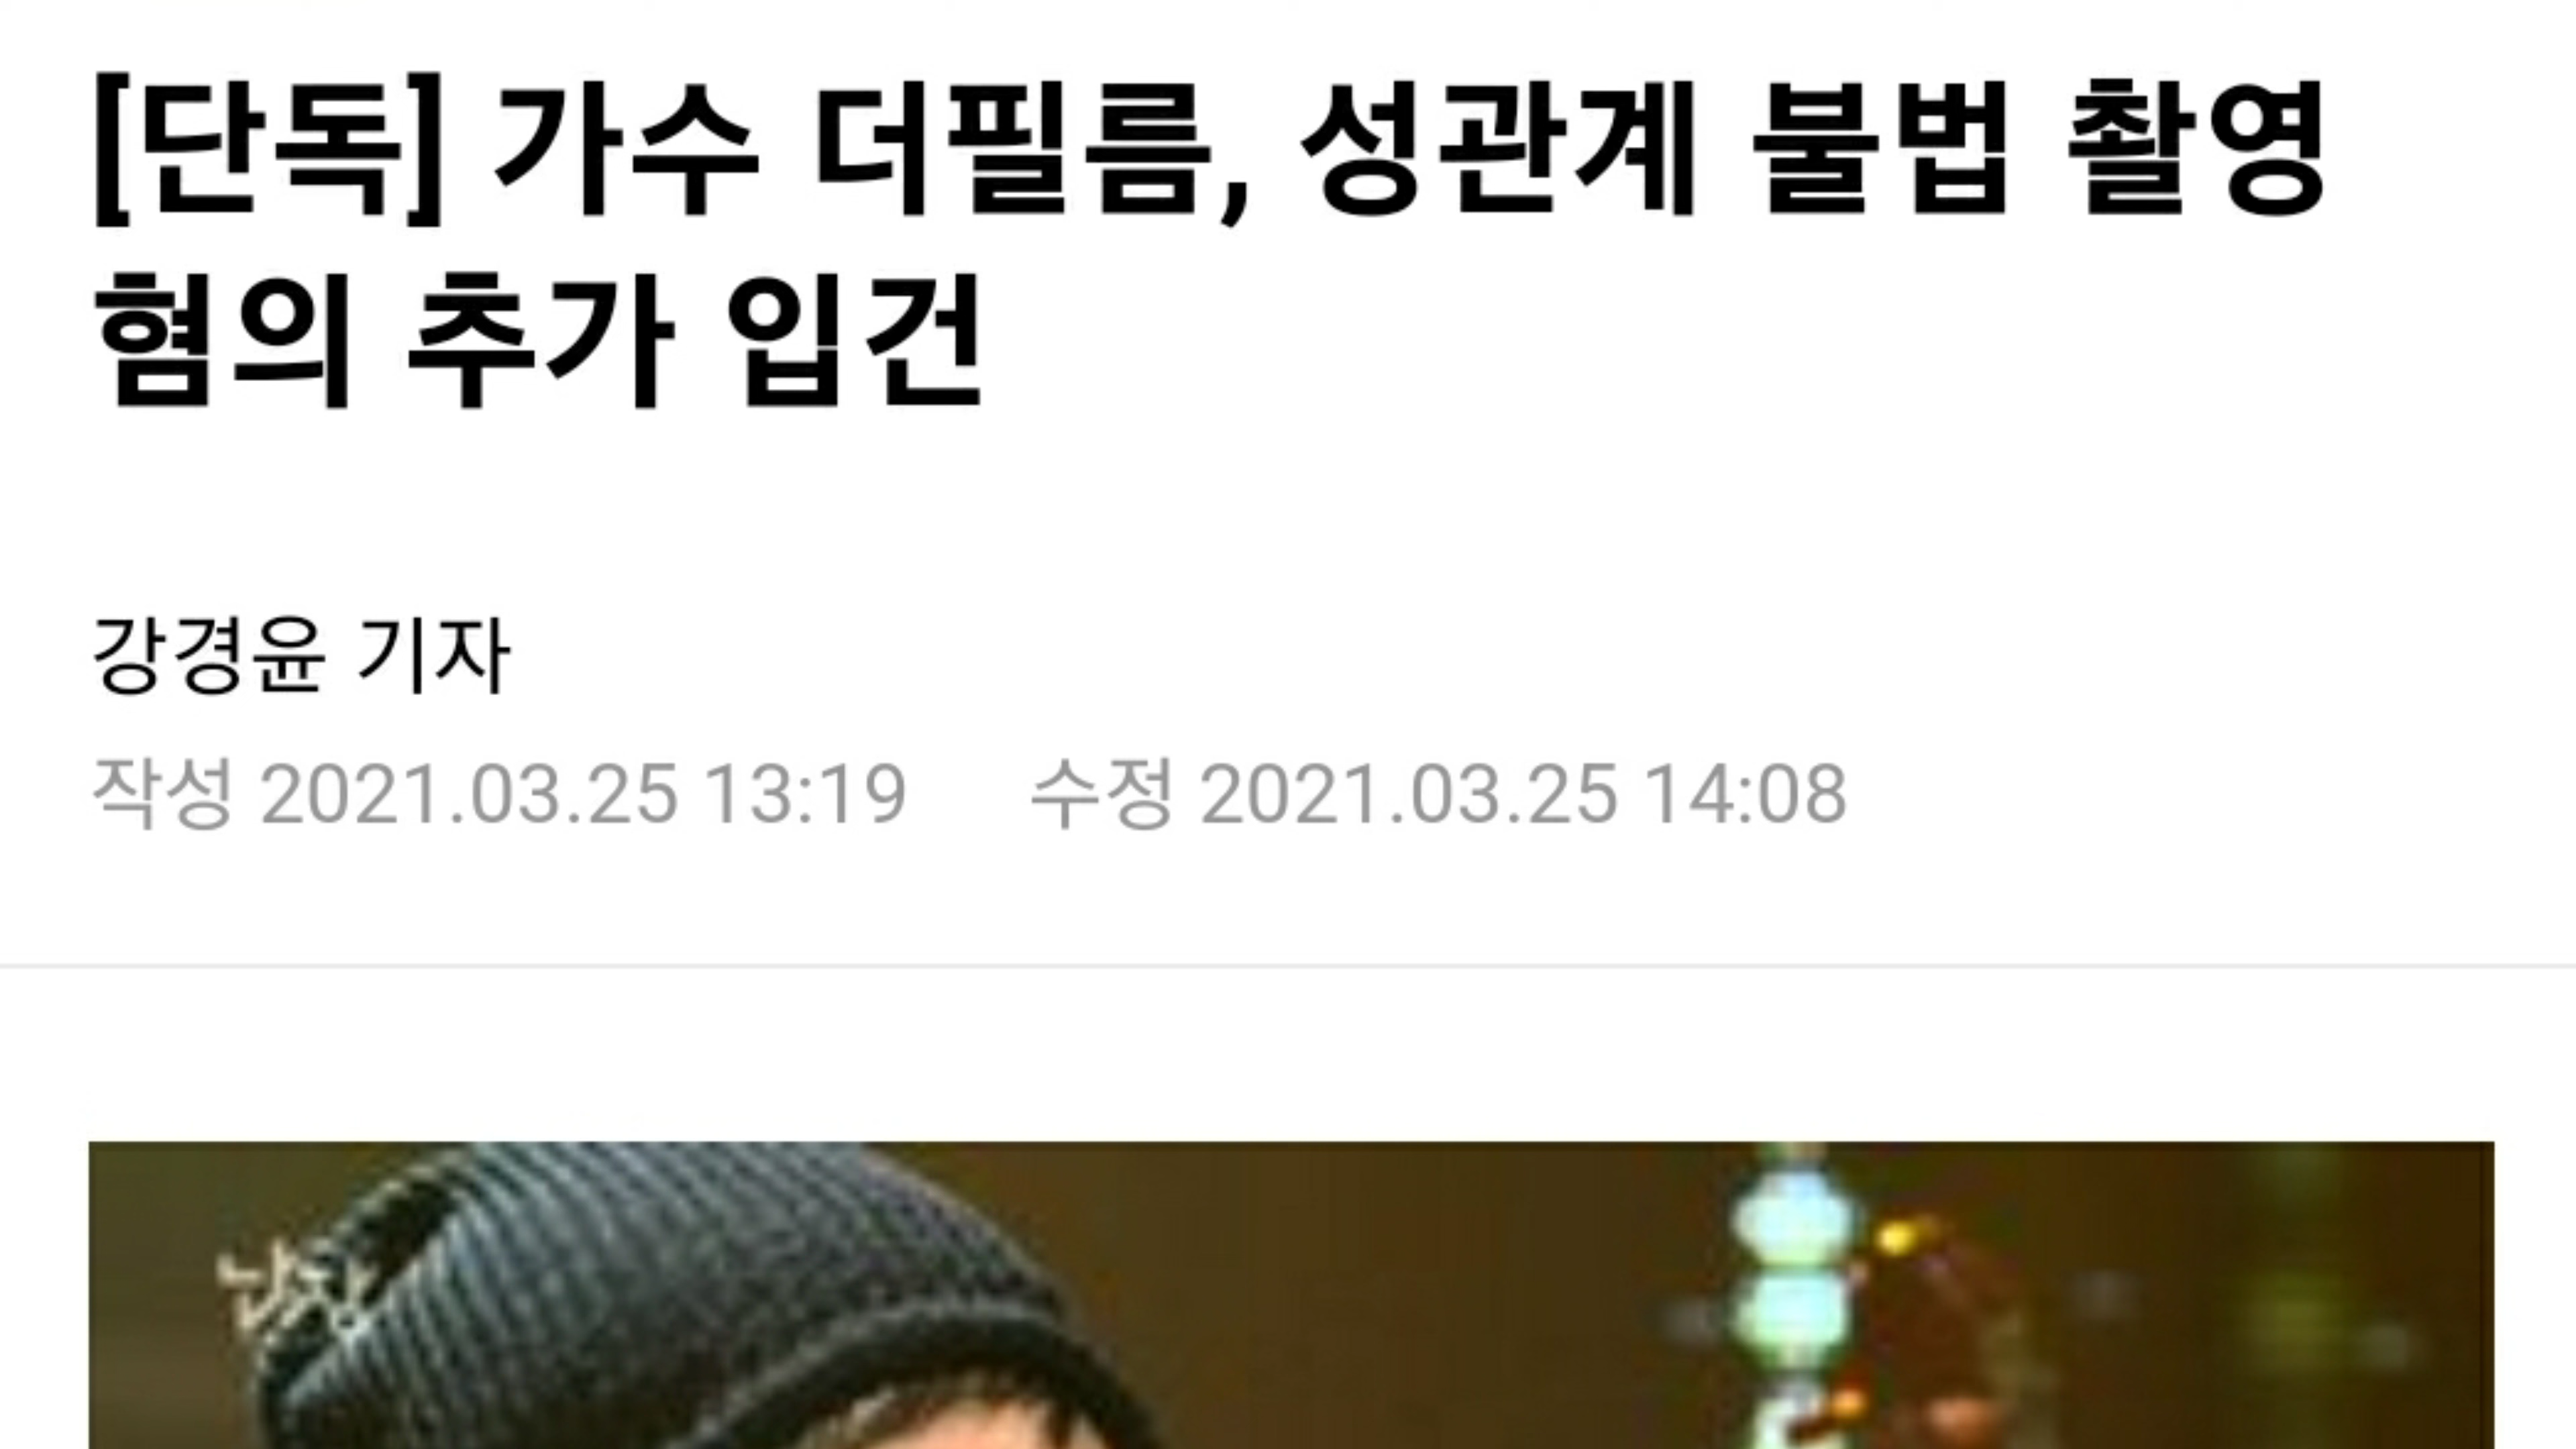 [단독] 가수 더필름, 성관계 불법 촬영
혐의 추가 입건
강경윤 기자
작성 2021.03.25 13:19 수정 2021.03.25 14:08